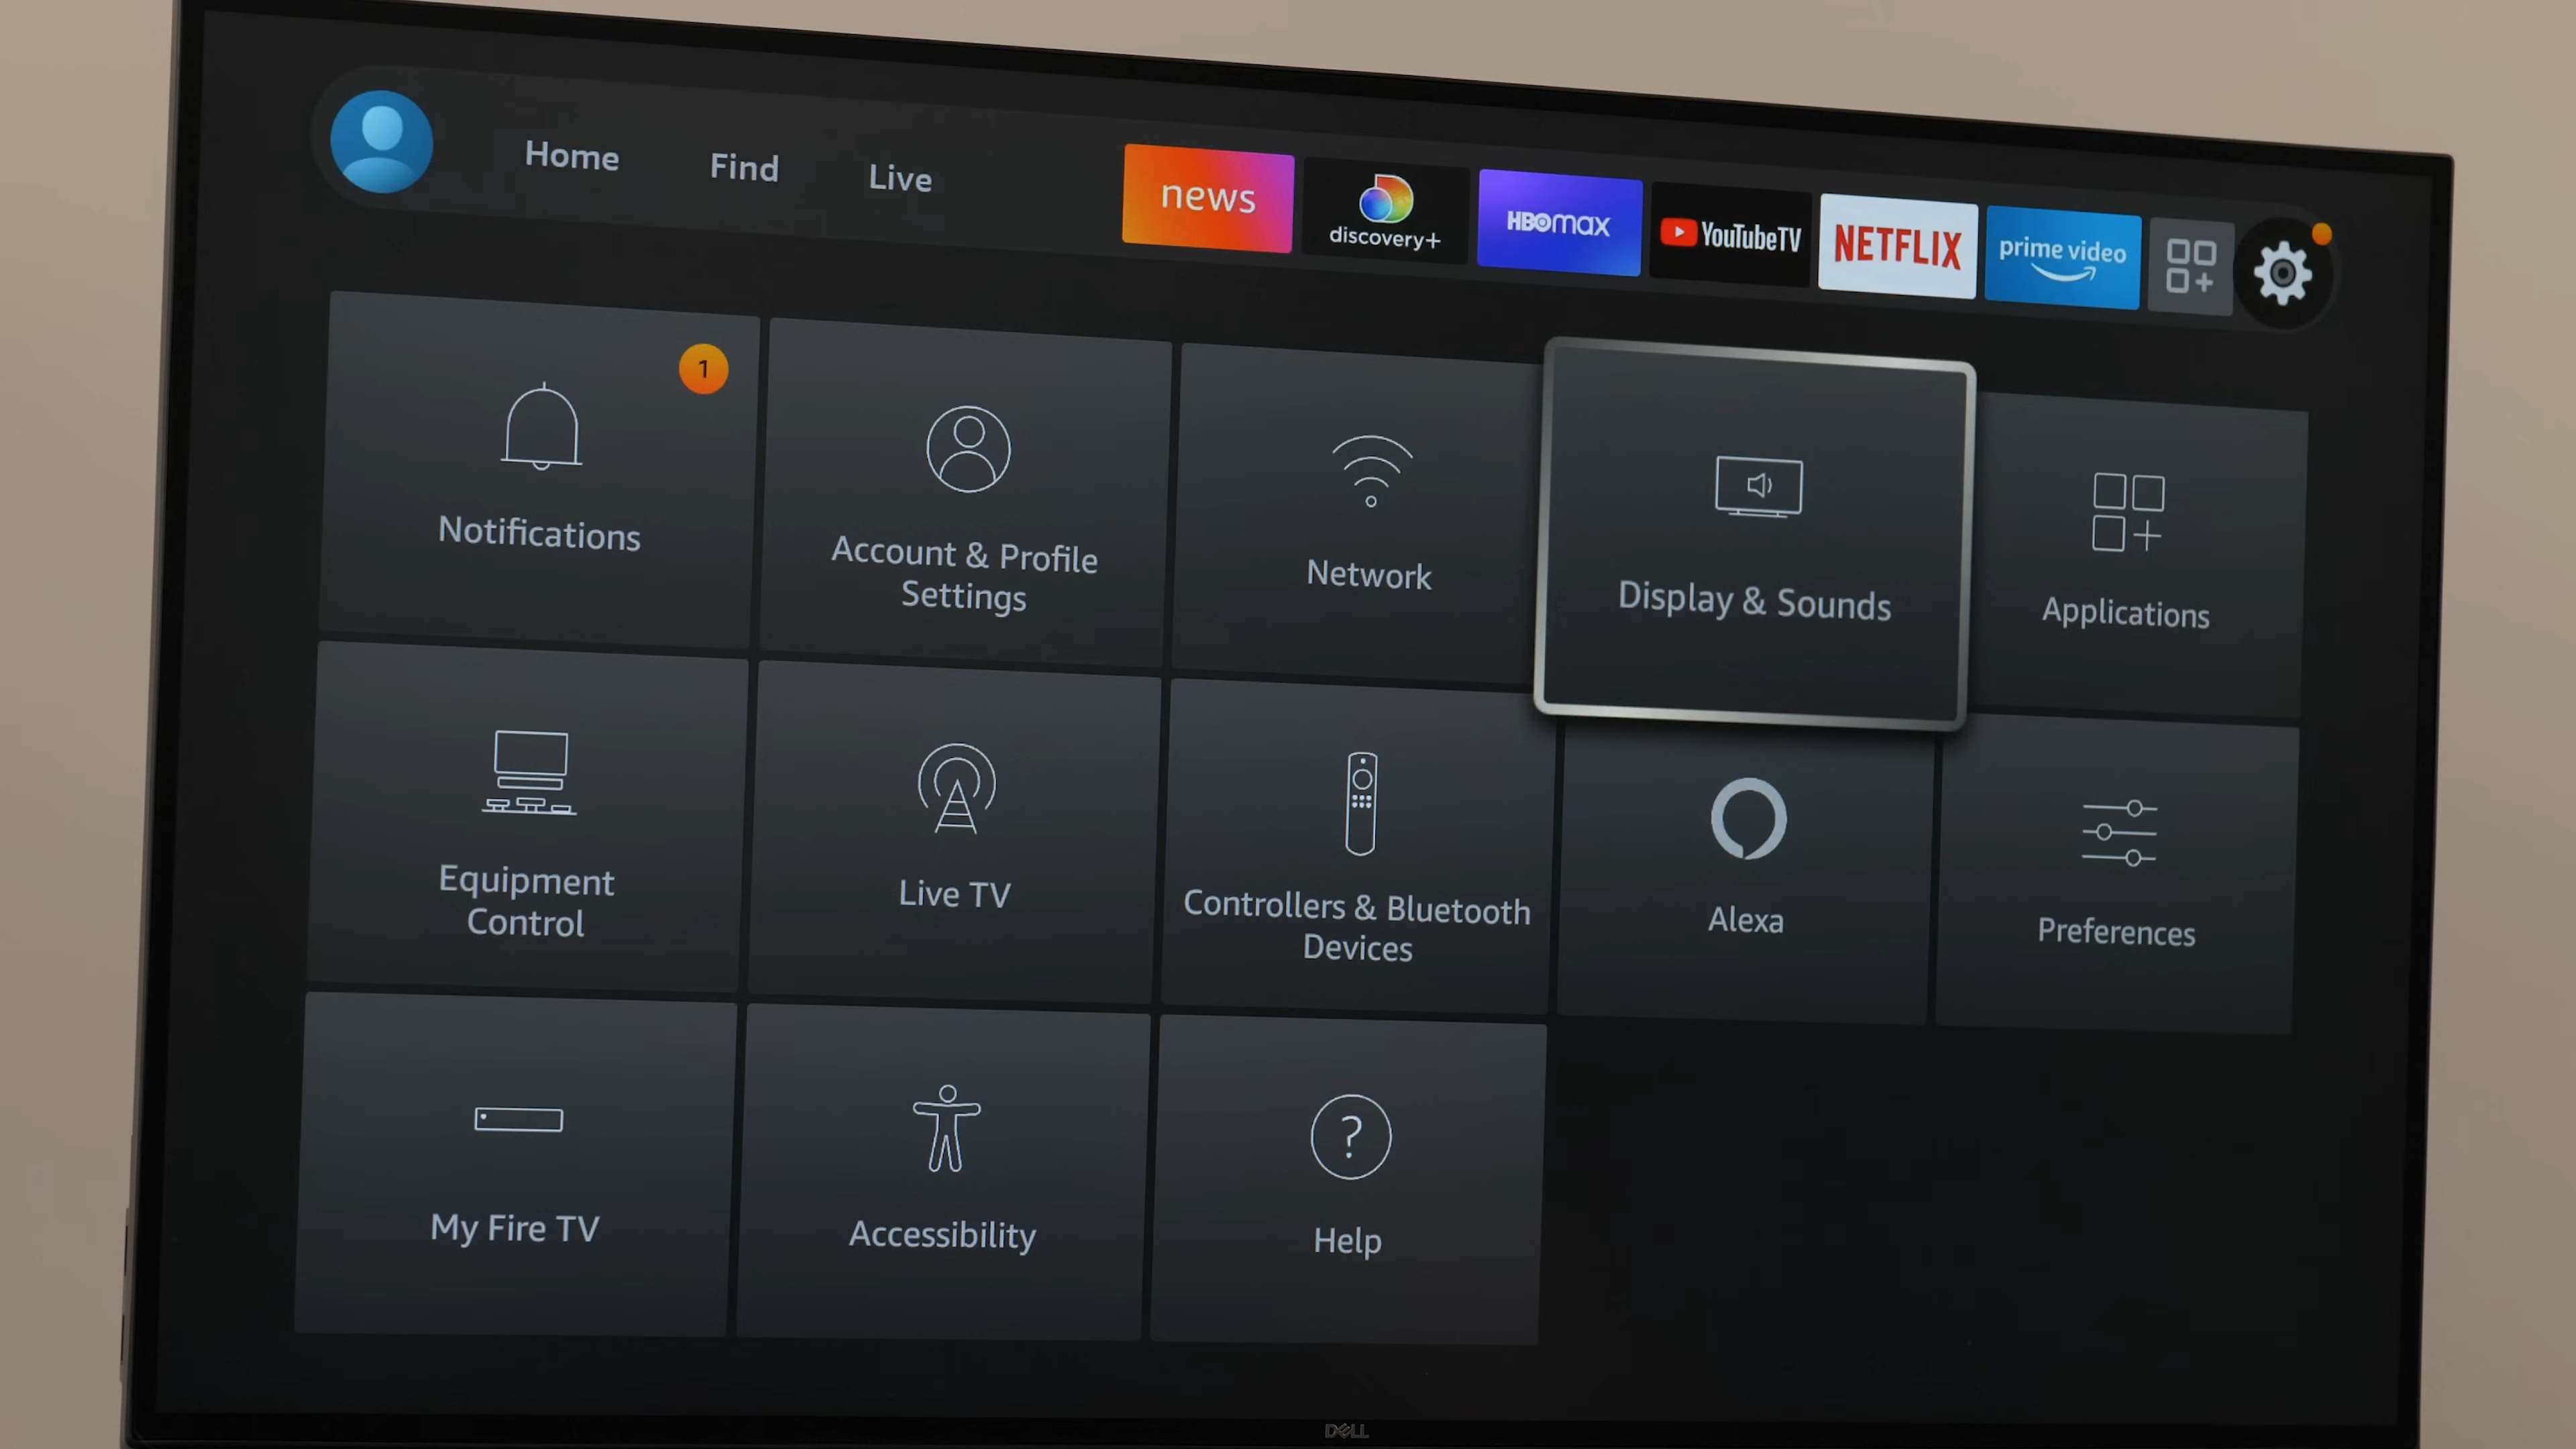 Home
Find
Live
news
discovery+
HBOMAX
YouTubeTV
NETFLIX
prime video
1
Notifications
Account & Profile
Settings
Network
Display & Sounds
Applications
Equipment
Control
Live TV
Controllers & Bluetooth
Devices
Alexa
Preferences
My Fire TV
Accessibility
?
Help
DELL